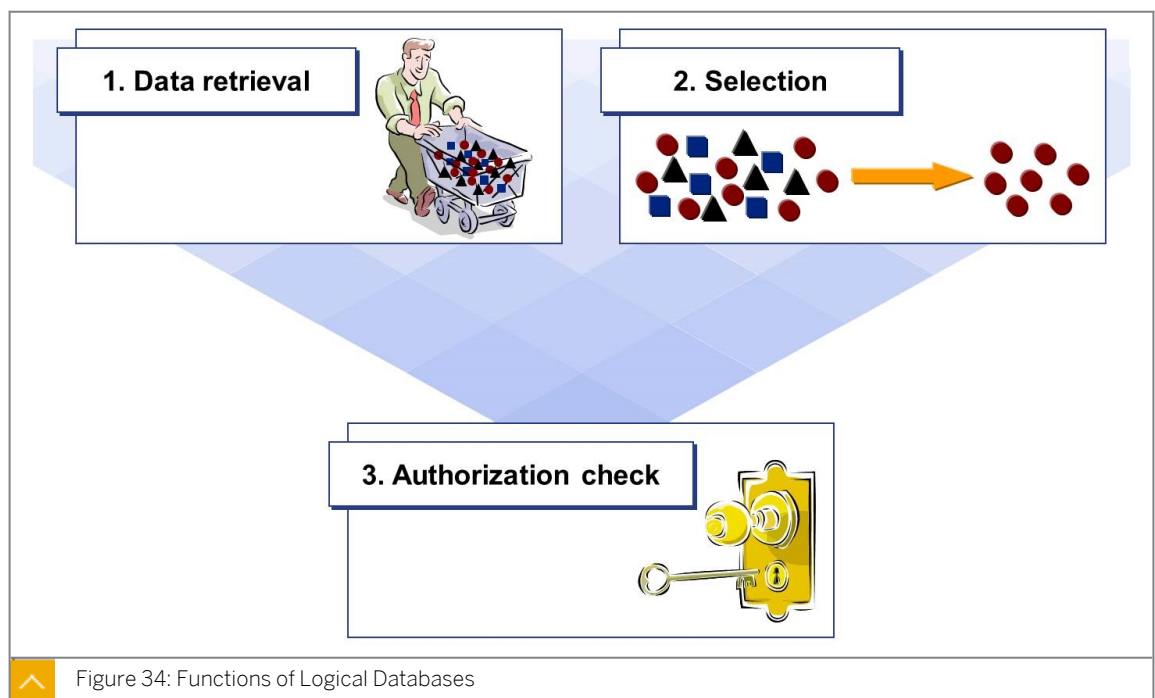 1. Data retrieval
2. Selection
3. Authorization check
Figure 34: Functions of Logical Databases